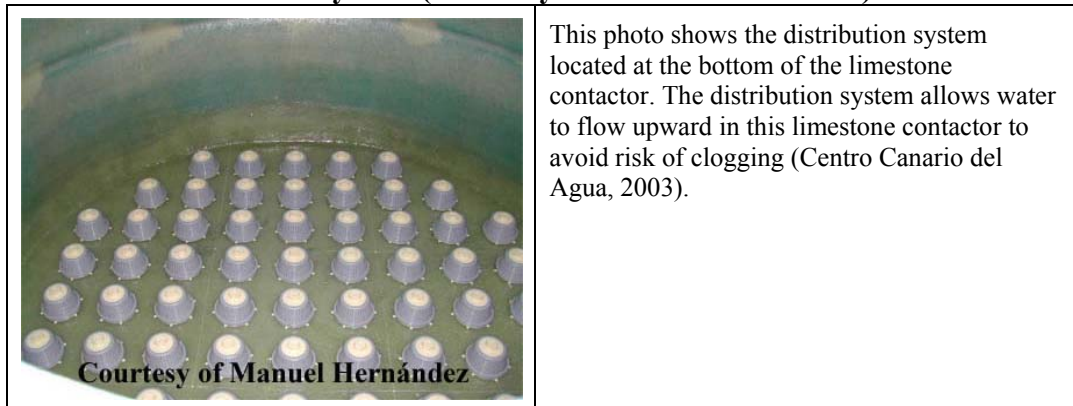 This photo shows the distribution system
located at the bottom of the limestone
contactor. The distribution system allows water
to flow upward in this limestone contactor to
avoid risk of clogging (Centro Canario del
Agua, 2003).
Courtesy of Manuel Hernández